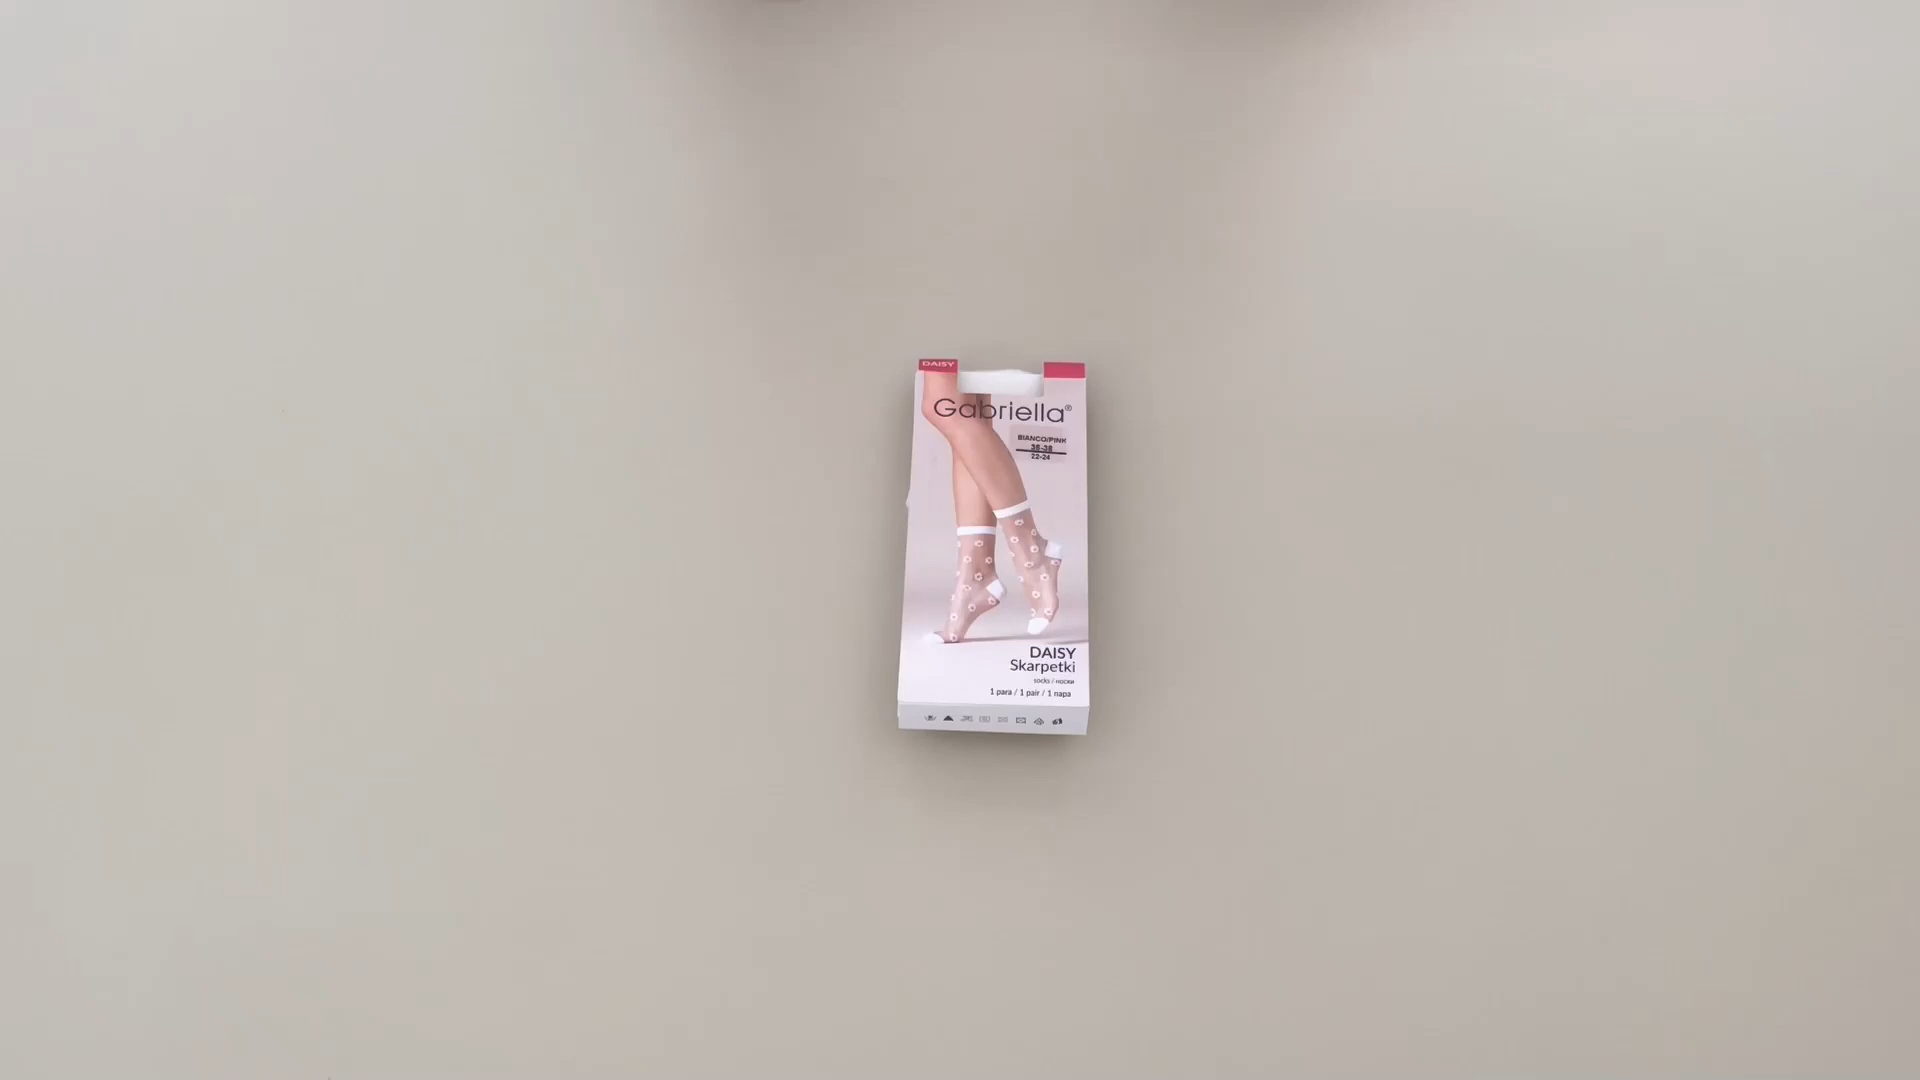 DAISY
Gabriella®
BIANCO/PINK
35-38
22-24
DAISY
Skarpetki
socks / носки
1 para / 1 pair / 1 пара